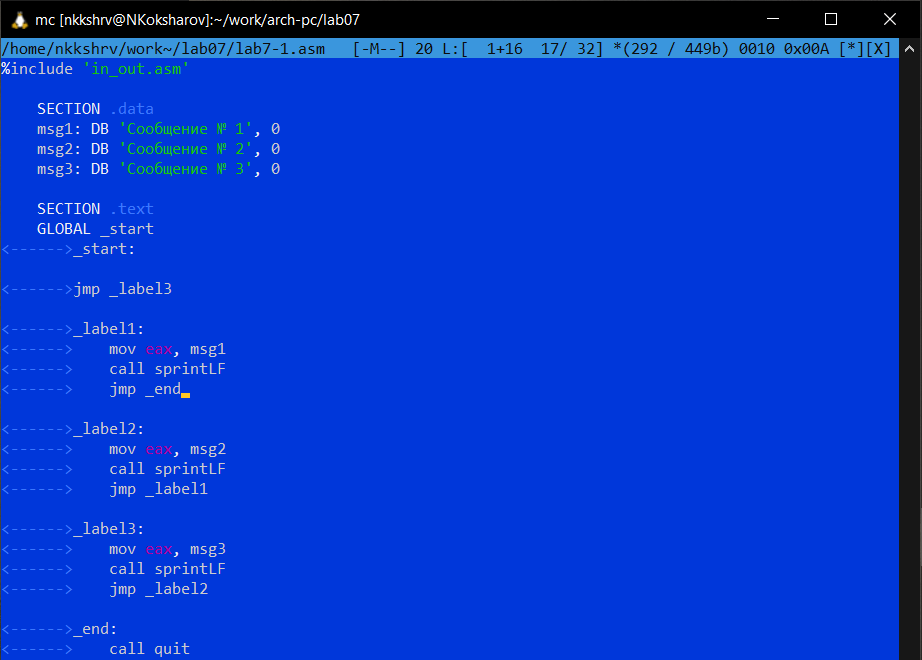 mc [nkkshrv@NKoksharov]:~/work/arch-pc/lab07
/home/nkkshrv/work~/lab07/lab7-1.asm   [-M--] 20 L:[  1+16  17/ 32] *(292 / 449b) 0010 0x00A [*][X]
%include 'in_out.asm'
    SECTION .data
    msg1: DB 'Сообщение № 1', 0
    msg2: DB 'Сообщение № 2', 0
    msg3: DB 'Сообщение № 3', 0
    SECTION .text
    GLOBAL _start
<------>_start:
<------>jmp _label3
<------>_label1:
<------>    mov eax, msg1
<------>    call sprintLF
<------>    jmp _end
<------>_label2:
<------>    mov eax, msg2
<------>    call sprintLF
<------>    jmp _label1
<------>_label3:
<------>    mov eax, msg3
<------>    call sprintLF
<------>    jmp _label2
<------>_end:
<------>    call quit